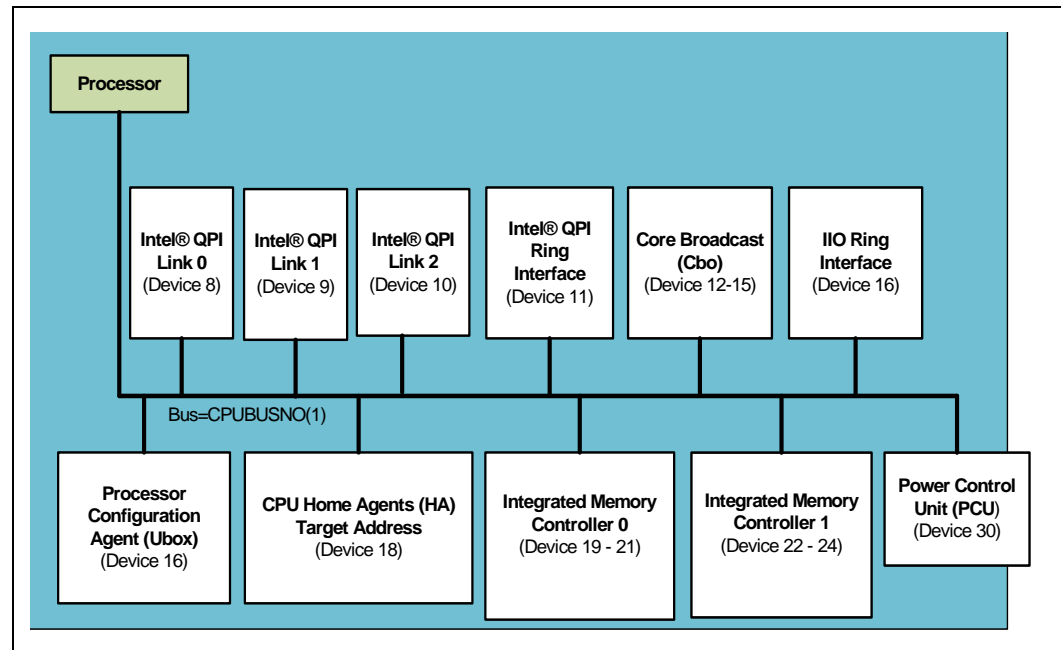 Processor
Intel® QPI
Link 0
(Device 8)
Intel® QPI
Link 1
(Device 9)
Intel® QPI
Link 2
(Device 10)
Intel® QPI
Ring
Interface
(Device 11)
Core Broadcast
(Cbo)
(Device 12-15)
IIO Ring
Interface
(Device 16)
Bus=CPUBUSNO(1)
Processor
Configuration
Agent (Ubox)
(Device 16)
CPU Home Agents (HA)
Target Address
(Device 18)
Integrated Memory
Controller 0
(Device 19 - 21)
Integrated Memory
Controller 1
(Device 22 - 24)
Power Control
Unit (PCU)
(Device 30)